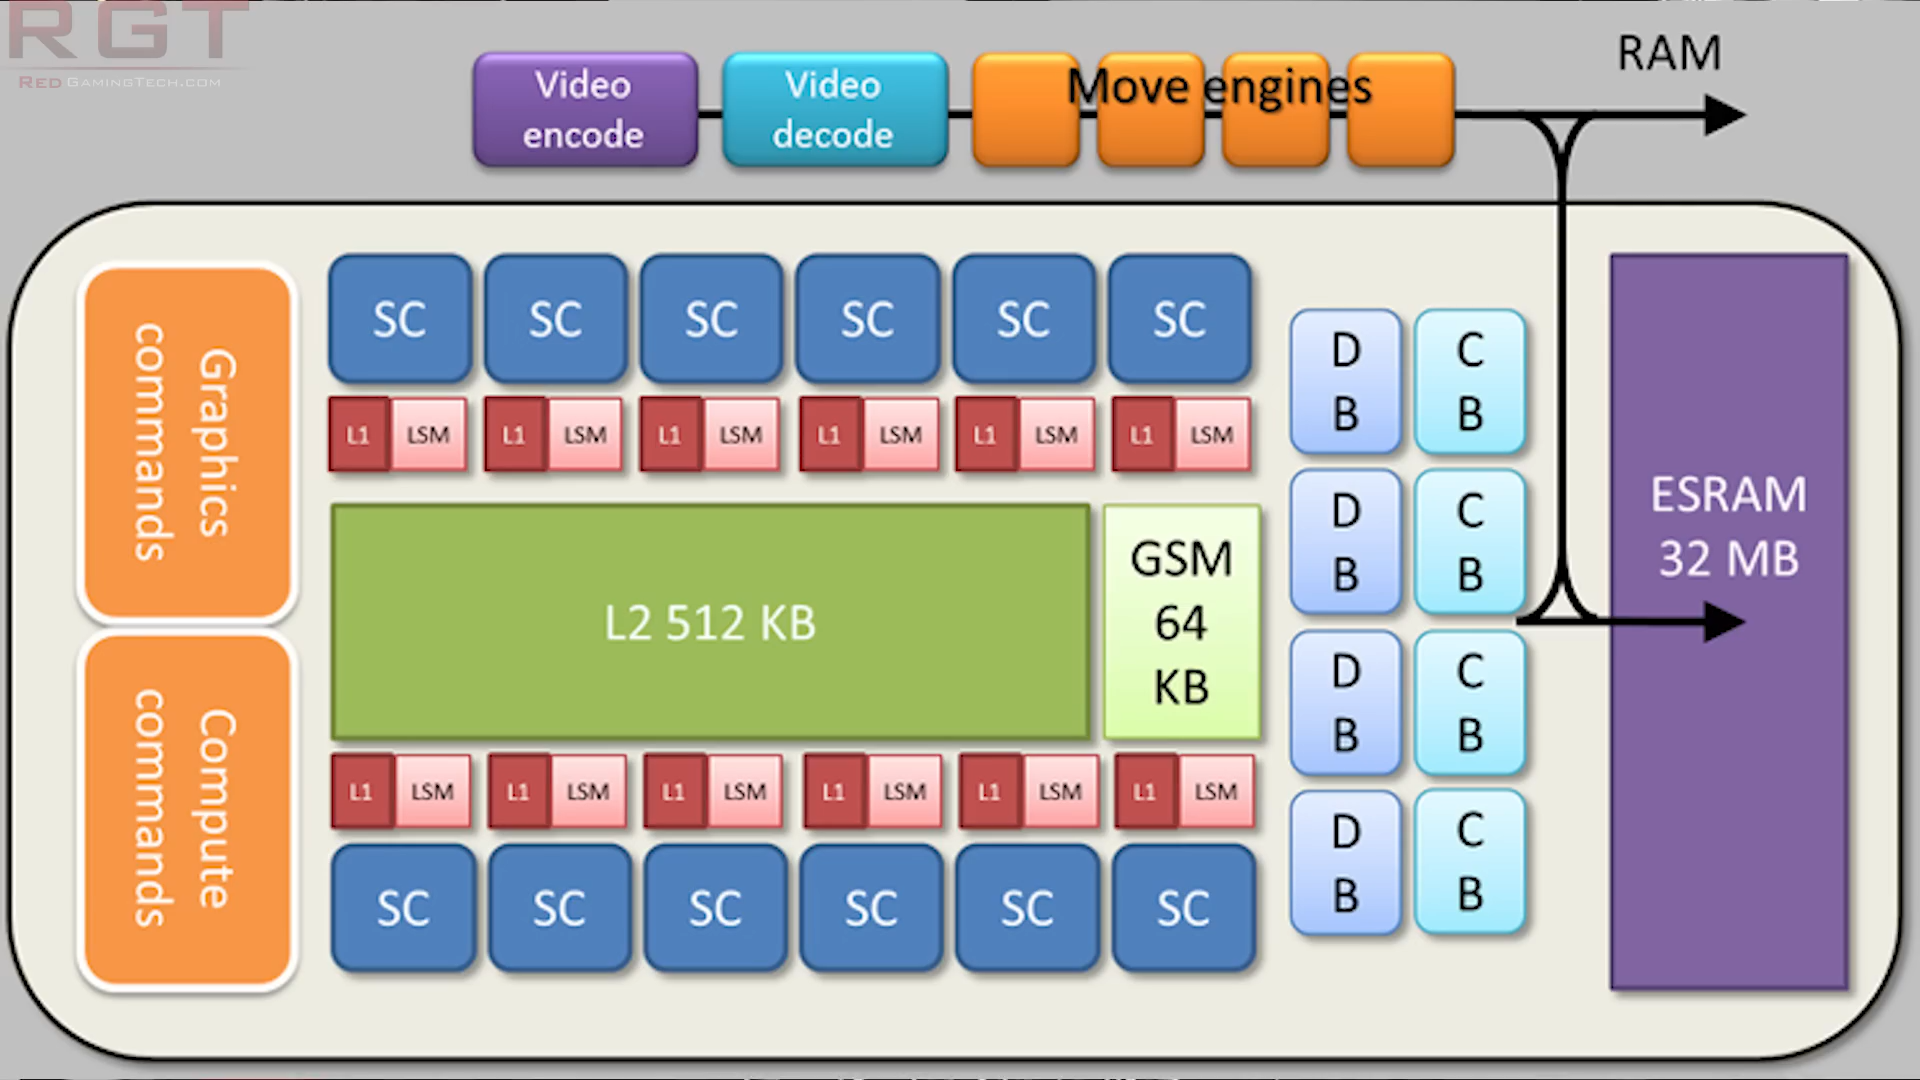 RGT
RED GAMINGTECH.COM
Video
encode
Video
decode
Move engines
RAM
Graphics
commands
Compute
commands
SC SC SC SC SC SC
L1 LSM L1 LSM L1 LSM L1 LSM L1 LSM L1 LSM
L2 512 KB
GSM
64
KB
L1 LSM L1 LSM L1 LSM L1 LSM L1 LSM L1 LSM
SC SC SC SC SC SC
D
B
C
B
D
B
C
B
D
B
C
B
D
B
C
B
ESRAM
32 MB